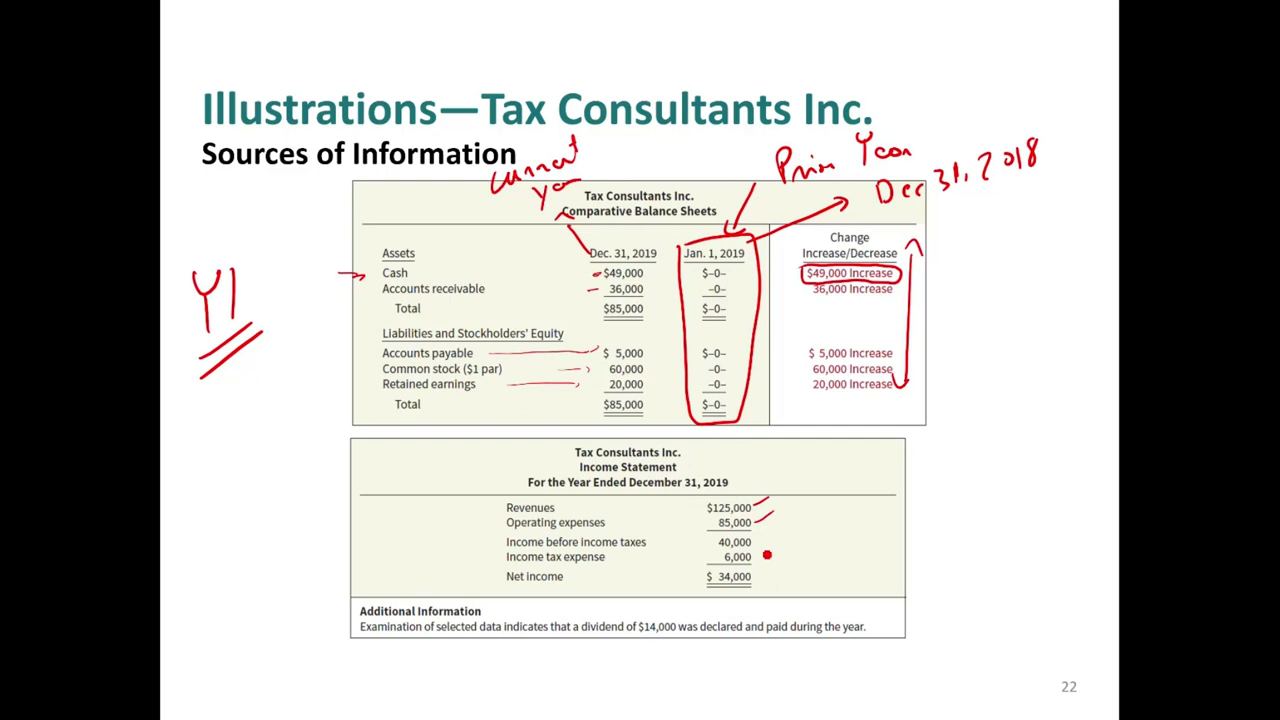 Illustrations—Tax Consultants Inc.
Sources of Information
current
year
Prior Year
Dec 31, 2018
Y1
Tax Consultants Inc.
Comparative Balance Sheets
Change
Assets Dec. 31, 2019 Jan. 1, 2019 Increase/Decrease
Cash $49,000 $–0– $49,000 Increase
Accounts receivable 36,000 –0– 36,000 Increase
Total $85,000 $–0–
Liabilities and Stockholders’ Equity
Accounts payable $ 5,000 $–0– $ 5,000 Increase
Common stock ($1 par) 60,000 –0– 60,000 Increase
Retained earnings 20,000 –0– 20,000 Increase
Total $85,000 $–0–
Tax Consultants Inc.
Income Statement
For the Year Ended December 31, 2019
Revenues $125,000
Operating expenses 85,000
Income before income taxes 40,000
Income tax expense 6,000
Net income $ 34,000
Additional Information
Examination of selected data indicates that a dividend of $14,000 was declared and paid during the year.
22